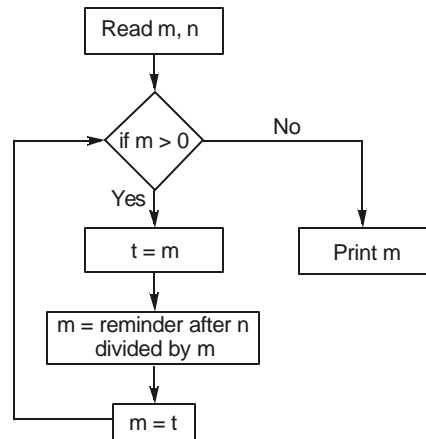 Read m, n
if m > 0
No
Yes
t = m
Print m
m = reminder after n
divided by m
m = t